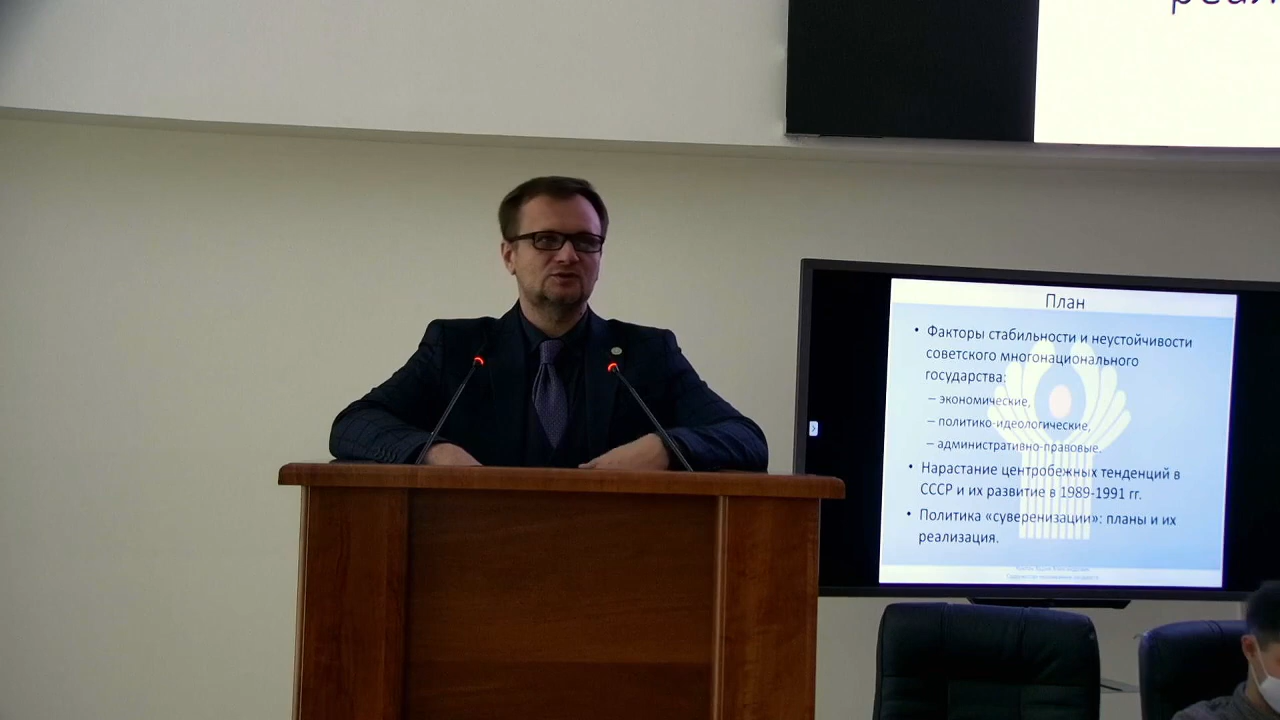 План
• Факторы стабильности и неустойчивости
советского многонационального
государства:
– экономические,
– политико-идеологические,
– административно-правовые.
• Нарастание центробежных тенденций в
СССР и их развитие в 1989-1991 гг.
• Политика «суверенизации»: планы и их
реализация.